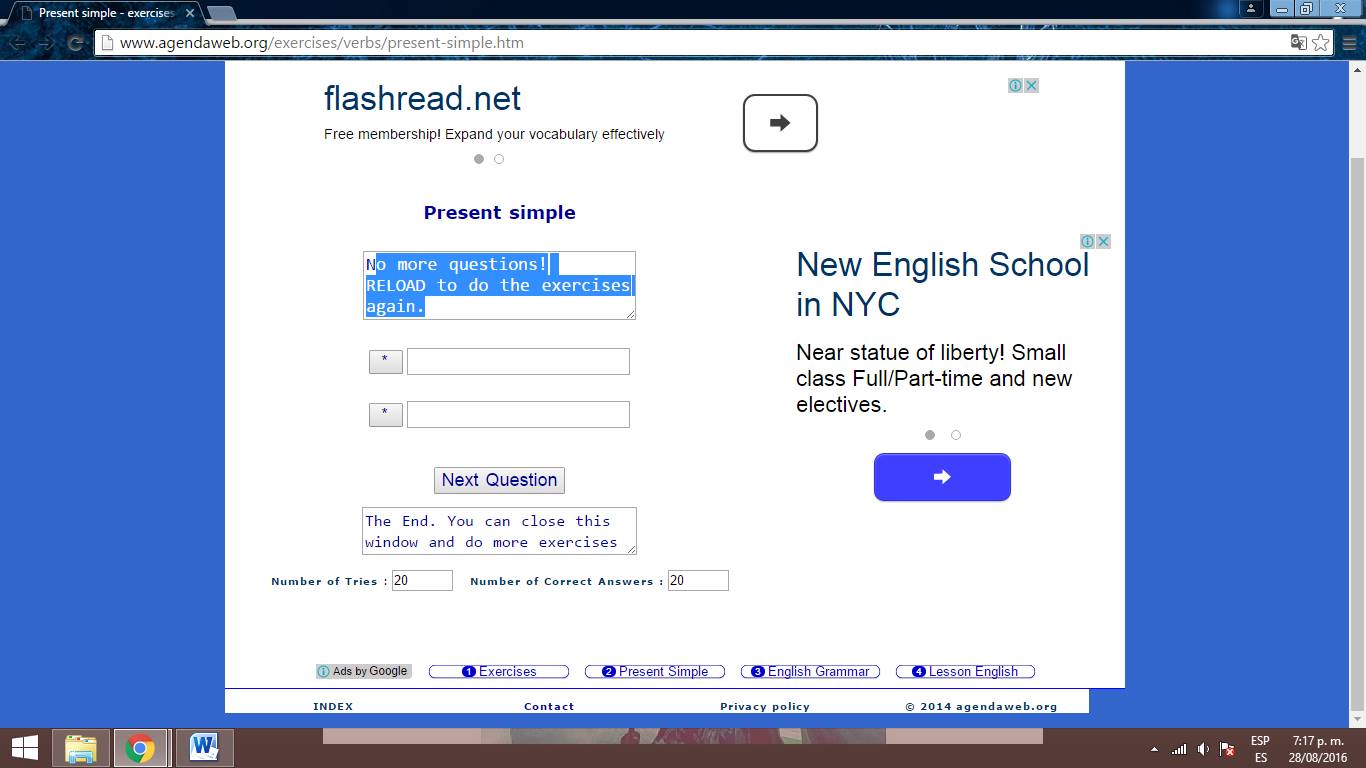 Present simple - exercises
www.agendaweb.org/exercises/verbs/present-simple.htm
flashread.net
Free membership! Expand your vocabulary effectively
Present simple
No more questions!
RELOAD to do the exercises
again.
*
*
Next Question
The End. You can close this
window and do more exercises
Number of Tries : 20 Number of Correct Answers : 20
New English School
in NYC
Near statue of liberty! Small
class Full/Part-time and new
electives.
Ads by Google 1 Exercises 2 Present Simple 3 English Grammar 4 Lesson English
INDEX Contact Privacy policy © 2014 agendaweb.org
ESP 7:17 p. m.
ES 28/08/2016